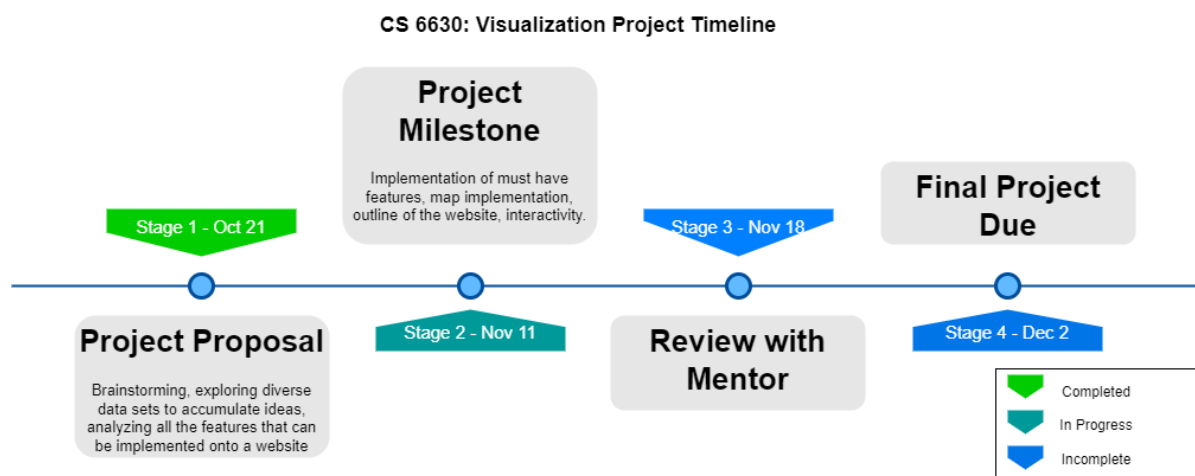 CS 6630: Visualization Project Timeline
Project
Milestone
Implementation of must have
features, map implementation,
outline of the website, interactivity.
Final Project
Due
Stage 1 - Oct 21
Stage 3 - Nov 18
Stage 2 - Nov 11
Stage 4 - Dec 2
Project Proposal
Brainstorming, exploring diverse
data sets to accumulate ideas,
analyzing all the features that can
be implemented onto a website
Review with
Mentor
Completed
In Progress
Incomplete